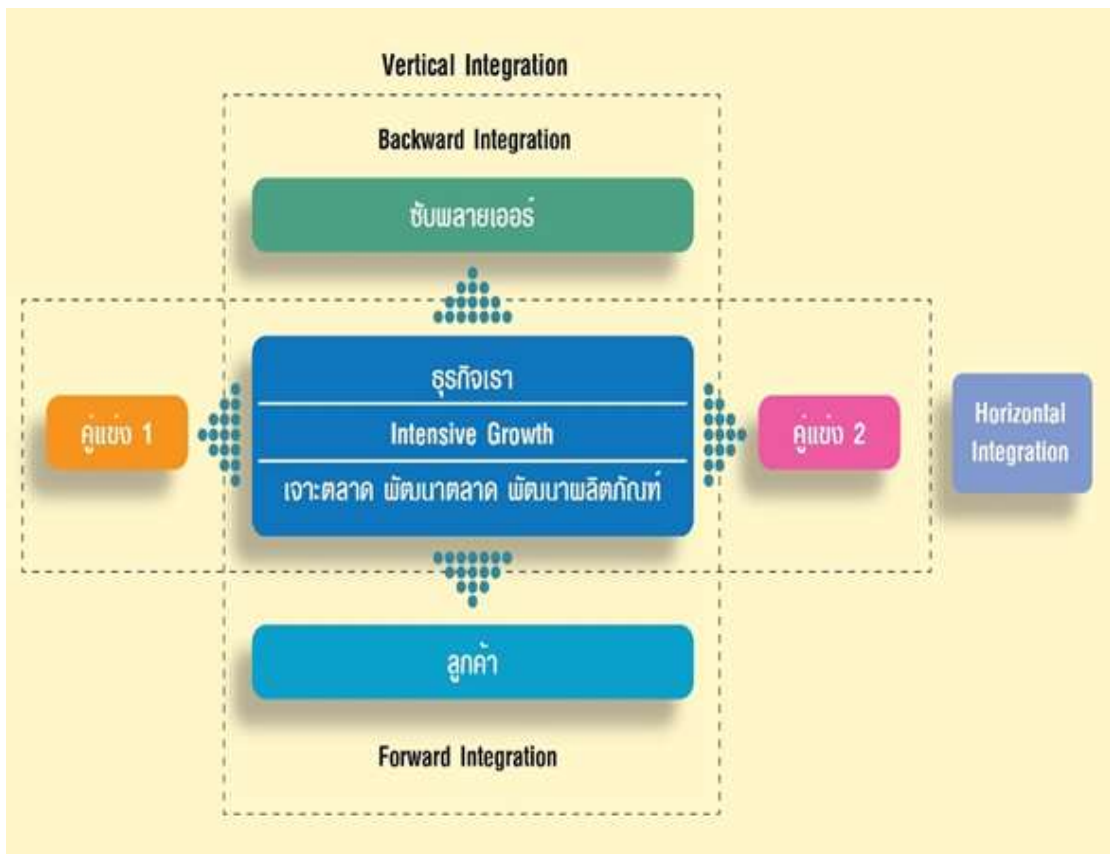 Vertical Integration
Backward Integration
ซับพลายเออร์
ธุรกิจเรา
คู่แข่ง 1
Intensive Growth
คู่แข่ง 2
Horizontal
Integration
เจาะตลาด พัฒนาตลาด พัฒนาผลิตภัณฑ์
ลูกค้า
Forward Integration